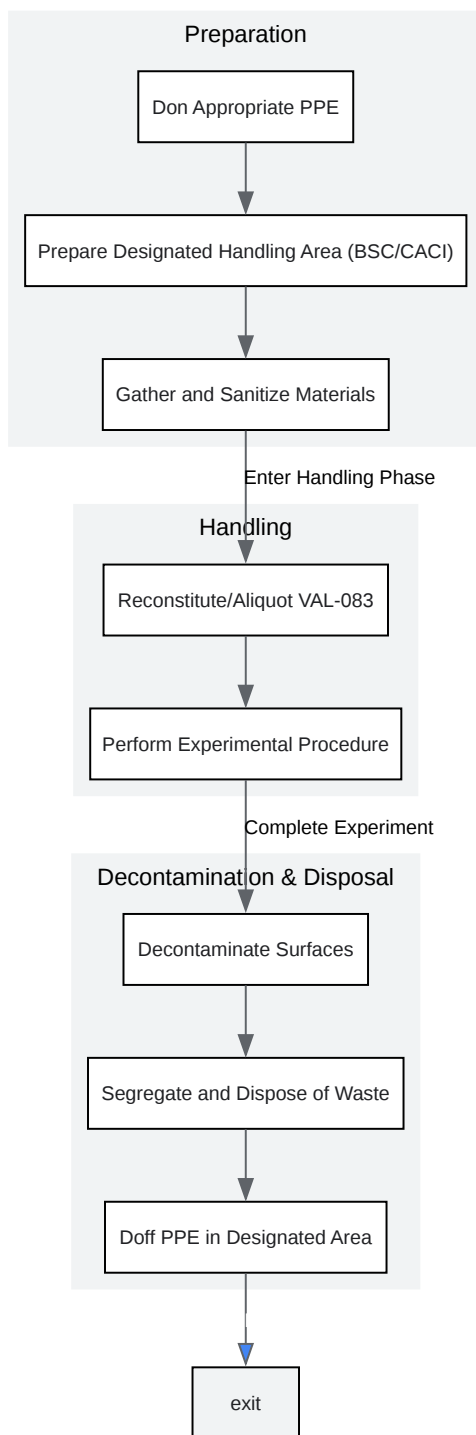 Preparation
Don Appropriate PPE
Prepare Designated Handling Area (BSC/CACI)
Gather and Sanitize Materials
Enter Handling Phase
Handling
Reconstitute/Aliquot VAL-083
Perform Experimental Procedure
Complete Experiment
Decontamination & Disposal
Decontaminate Surfaces
Segregate and Dispose of Waste
Doff PPE in Designated Area
exit